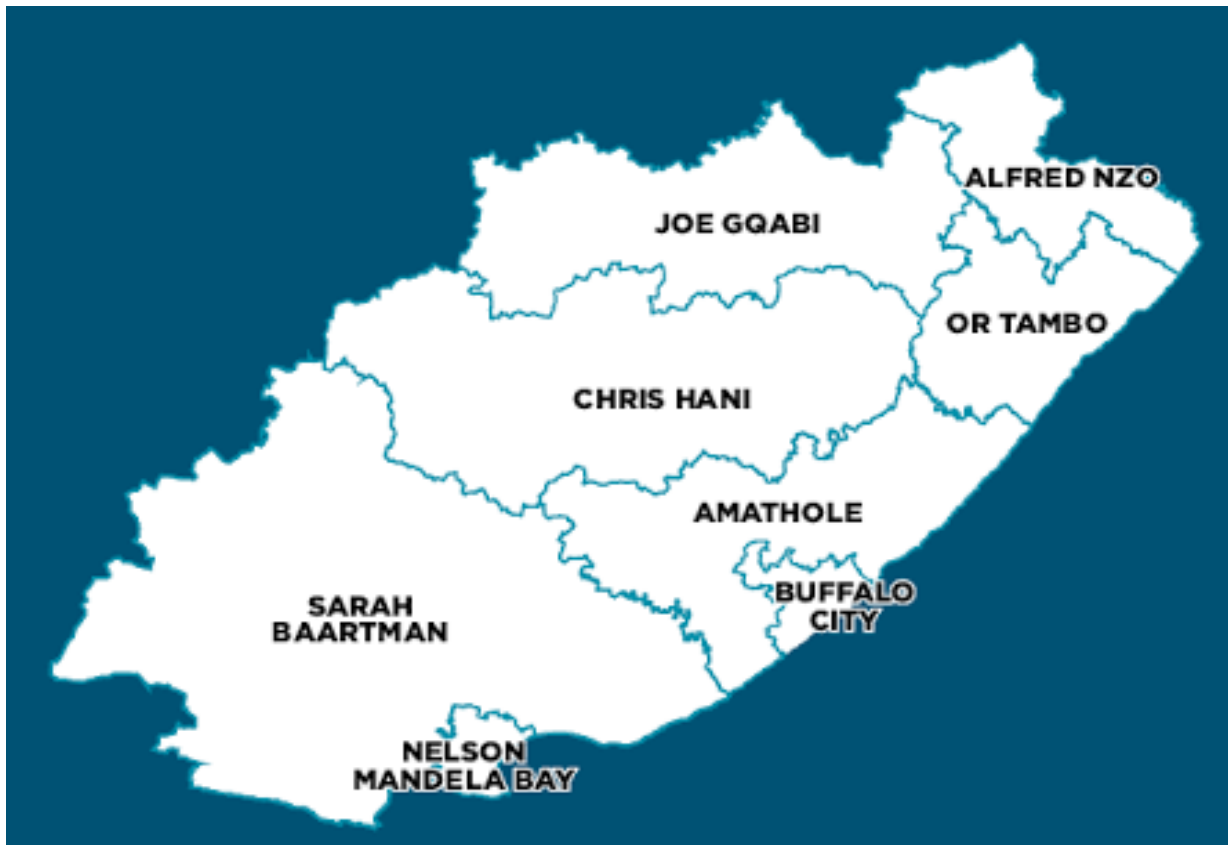 ALFRED NZO
JOE GQABI
OR TAMBO
CHRIS HANI
AMATHOLE
BUFFALO
CITY
SARAH
BAARTMAN
NELSON
MANDELA BAY